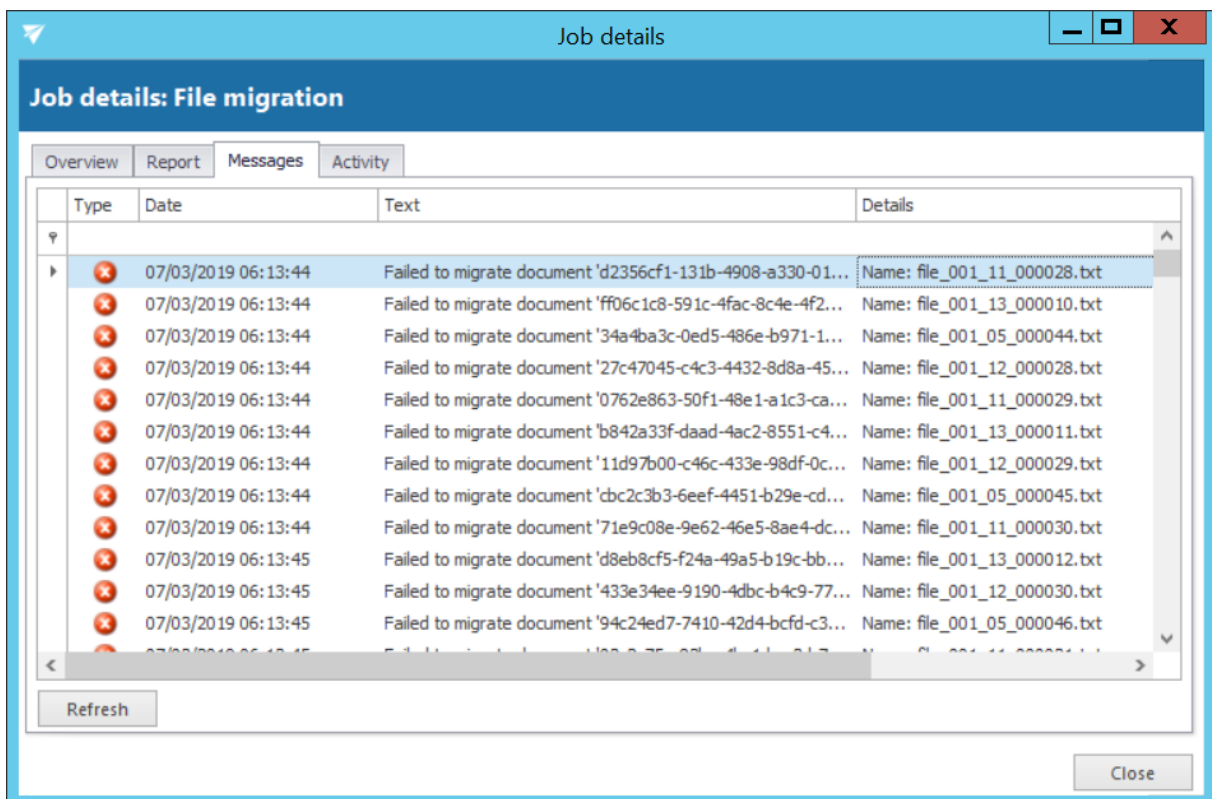 Job details
Job details: File migration
Overview Report Messages Activity
Type Date Text Details
07/03/2019 06:13:44 Failed to migrate document 'd2356cf1-131b-4908-a330-01... Name: file_001_11_000028.txt
07/03/2019 06:13:44 Failed to migrate document 'ff06c1c8-591c-4fac-8c4e-4f2... Name: file_001_13_000010.txt
07/03/2019 06:13:44 Failed to migrate document '34a4ba3c-0ed5-486e-b971-1... Name: file_001_05_000044.txt
07/03/2019 06:13:44 Failed to migrate document '27c47045-c4c3-4432-8d8a-45... Name: file_001_12_000028.txt
07/03/2019 06:13:44 Failed to migrate document '0762e863-50f1-48e1-a1c3-ca... Name: file_001_11_000029.txt
07/03/2019 06:13:44 Failed to migrate document 'b842a33f-daad-4ac2-8551-c4... Name: file_001_13_000011.txt
07/03/2019 06:13:44 Failed to migrate document '11d97b00-c46c-433e-98df-0c... Name: file_001_12_000029.txt
07/03/2019 06:13:44 Failed to migrate document 'cbc2c3b3-6eef-4451-b29e-cd... Name: file_001_05_000045.txt
07/03/2019 06:13:44 Failed to migrate document '71e9c08e-9e62-46e5-8ae4-dc... Name: file_001_11_000030.txt
07/03/2019 06:13:45 Failed to migrate document 'd8eb8cf5-f24a-49a5-b19c-bb... Name: file_001_13_000012.txt
07/03/2019 06:13:45 Failed to migrate document '433e34ee-9190-4dbc-b4c9-77... Name: file_001_12_000030.txt
07/03/2019 06:13:45 Failed to migrate document '94c24ed7-7410-42d4-bcfd-c3... Name: file_001_05_000046.txt
Refresh
Close